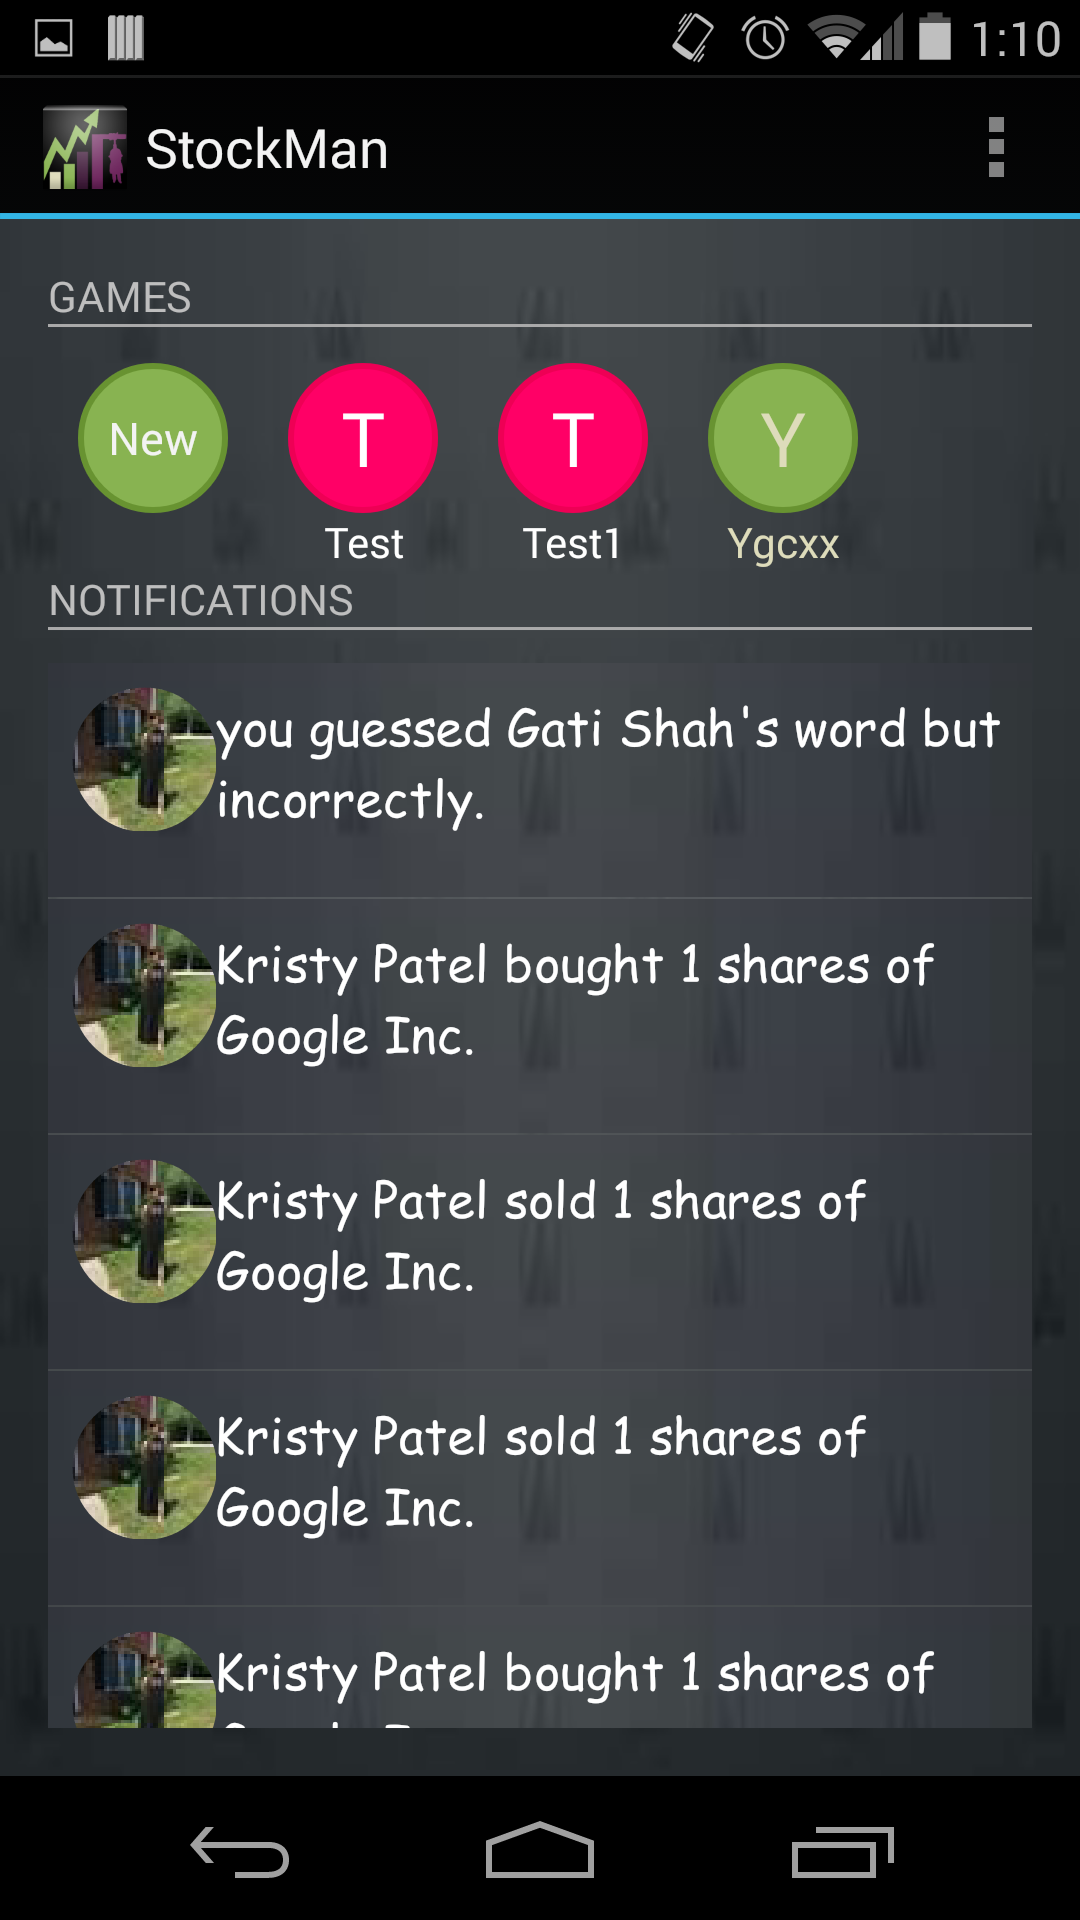 1:10
StockMan
GAMES
New
T
T
Y
Test
Test1
Ygcxx
NOTIFICATIONS
you guessed Gati Shah's word but
incorrectly.
Kristy Patel bought 1 shares of
Google Inc.
Kristy Patel sold 1 shares of
Google Inc.
Kristy Patel sold 1 shares of
Google Inc.
Kristy Patel bought 1 shares of